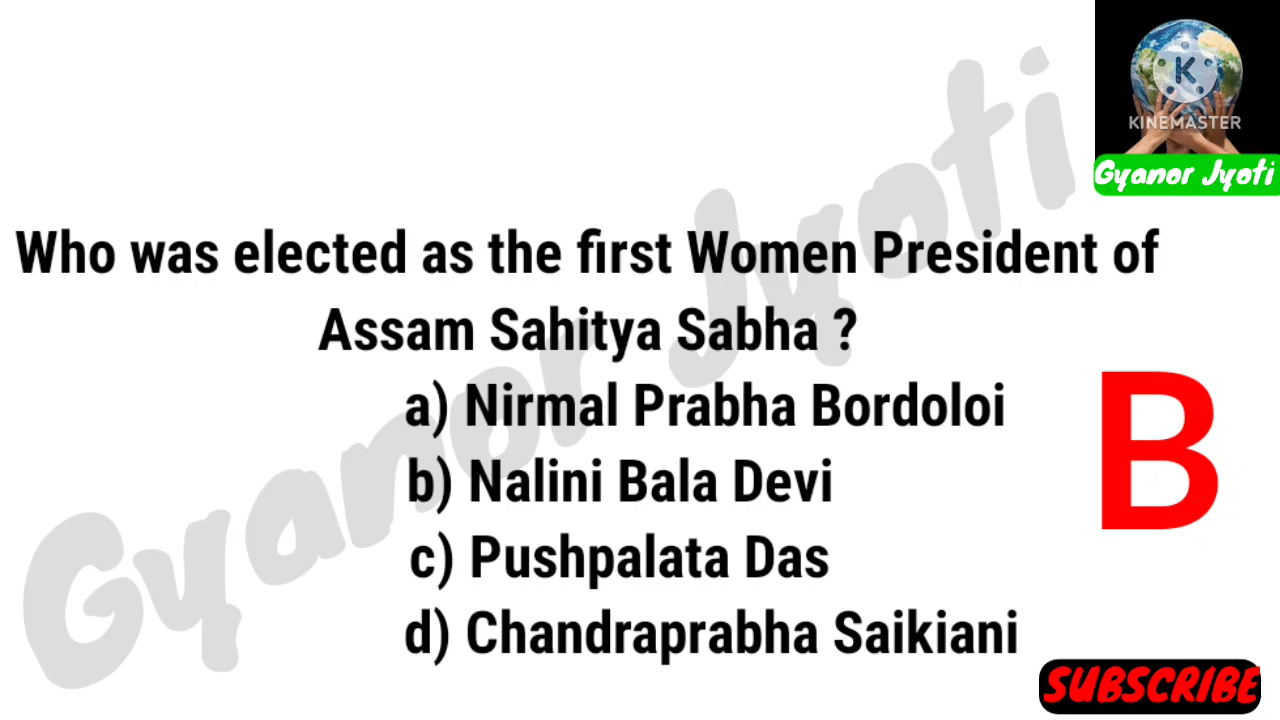 K
KINEMASTER
Gyanor Jyoti
Gyanor Jyoti
Who was elected as the first Women President of
Assam Sahitya Sabha ?
a) Nirmal Prabha Bordoloi
b) Nalini Bala Devi
c) Pushpalata Das
d) Chandraprabha Saikiani
B
SUBSCRIBE